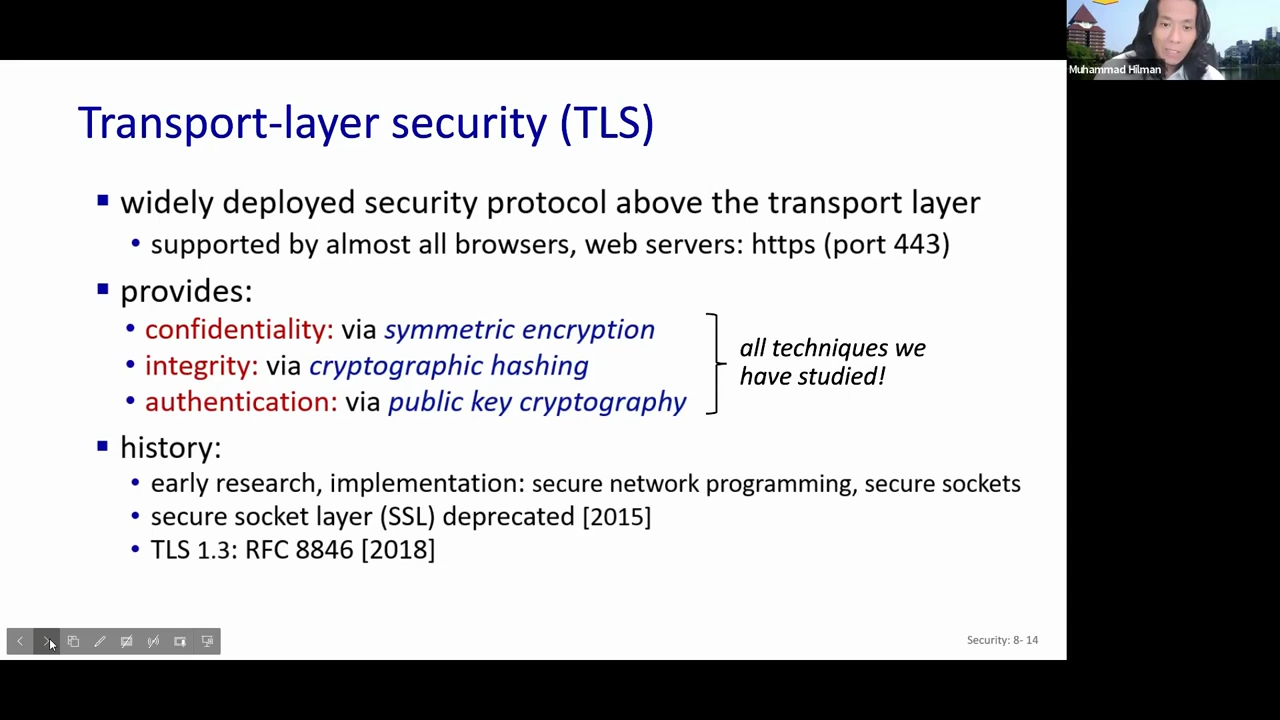 Muhammad Hilman
Transport-layer security (TLS)
widely deployed security protocol above the transport layer
supported by almost all browsers, web servers: https (port 443)
provides:
confidentiality: via symmetric encryption
integrity: via cryptographic hashing
authentication: via public key cryptography
all techniques we
have studied!
history:
early research, implementation: secure network programming, secure sockets
secure socket layer (SSL) deprecated [2015]
TLS 1.3: RFC 8846 [2018]
Security: 8- 14